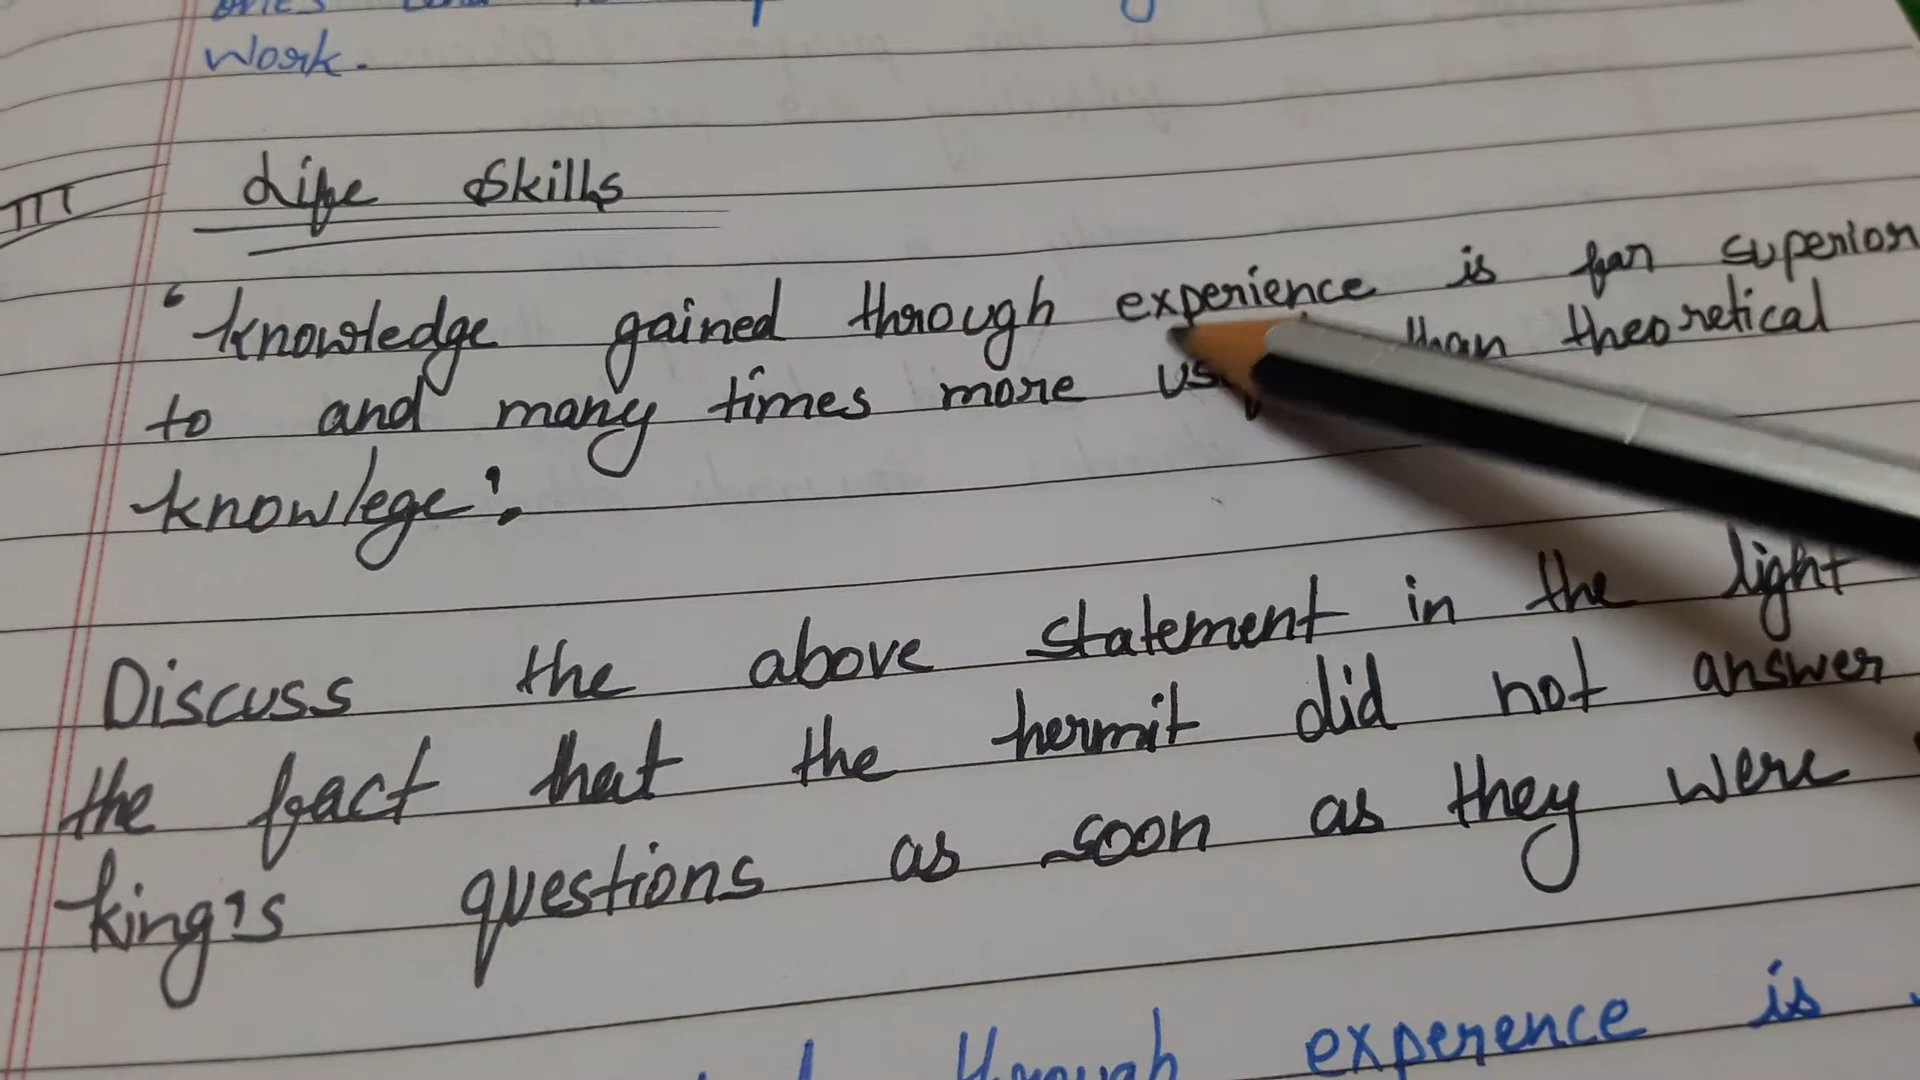 work.
III Life Skills
'knowledge gained through experience is far superior
to and many times more than theoretical
knowlege'.
Discuss the above statement in the light
the fact that the hermit did not answer
king's questions as soon as they were
through experience is